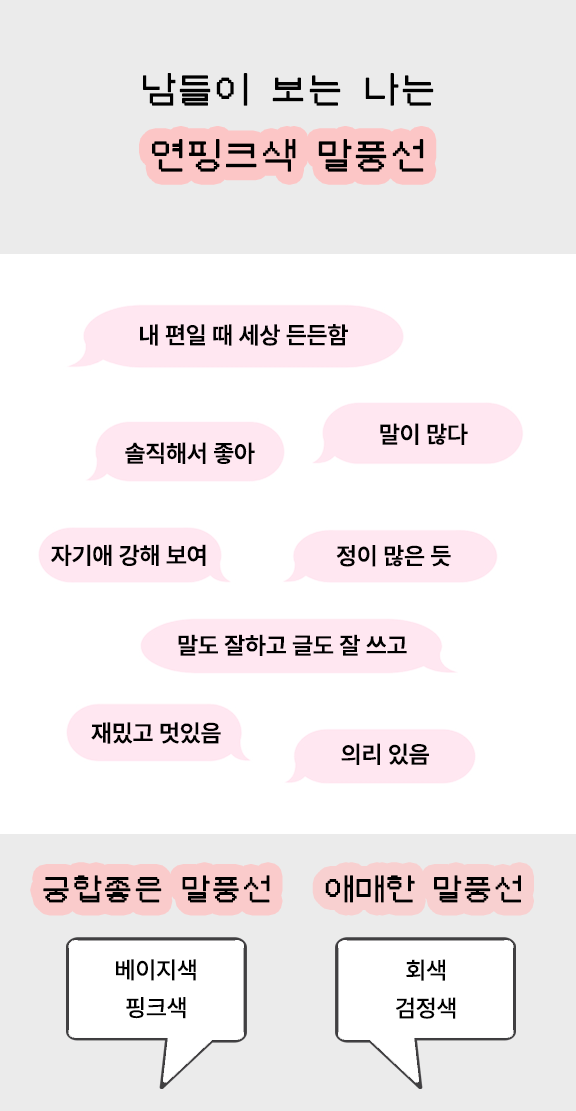 남들이 보는 나는
연핑크색 말풍선
내 편일 때 세상 든든함
말이 많다
솔직해서 좋아
자기애 강해 보여
정이 많은 듯
말도 잘하고 글도 잘 쓰고
재밌고 멋있음
의리 있음
궁합좋은 말풍선
애매한 말풍선
베이지색
핑크색
회색
검정색